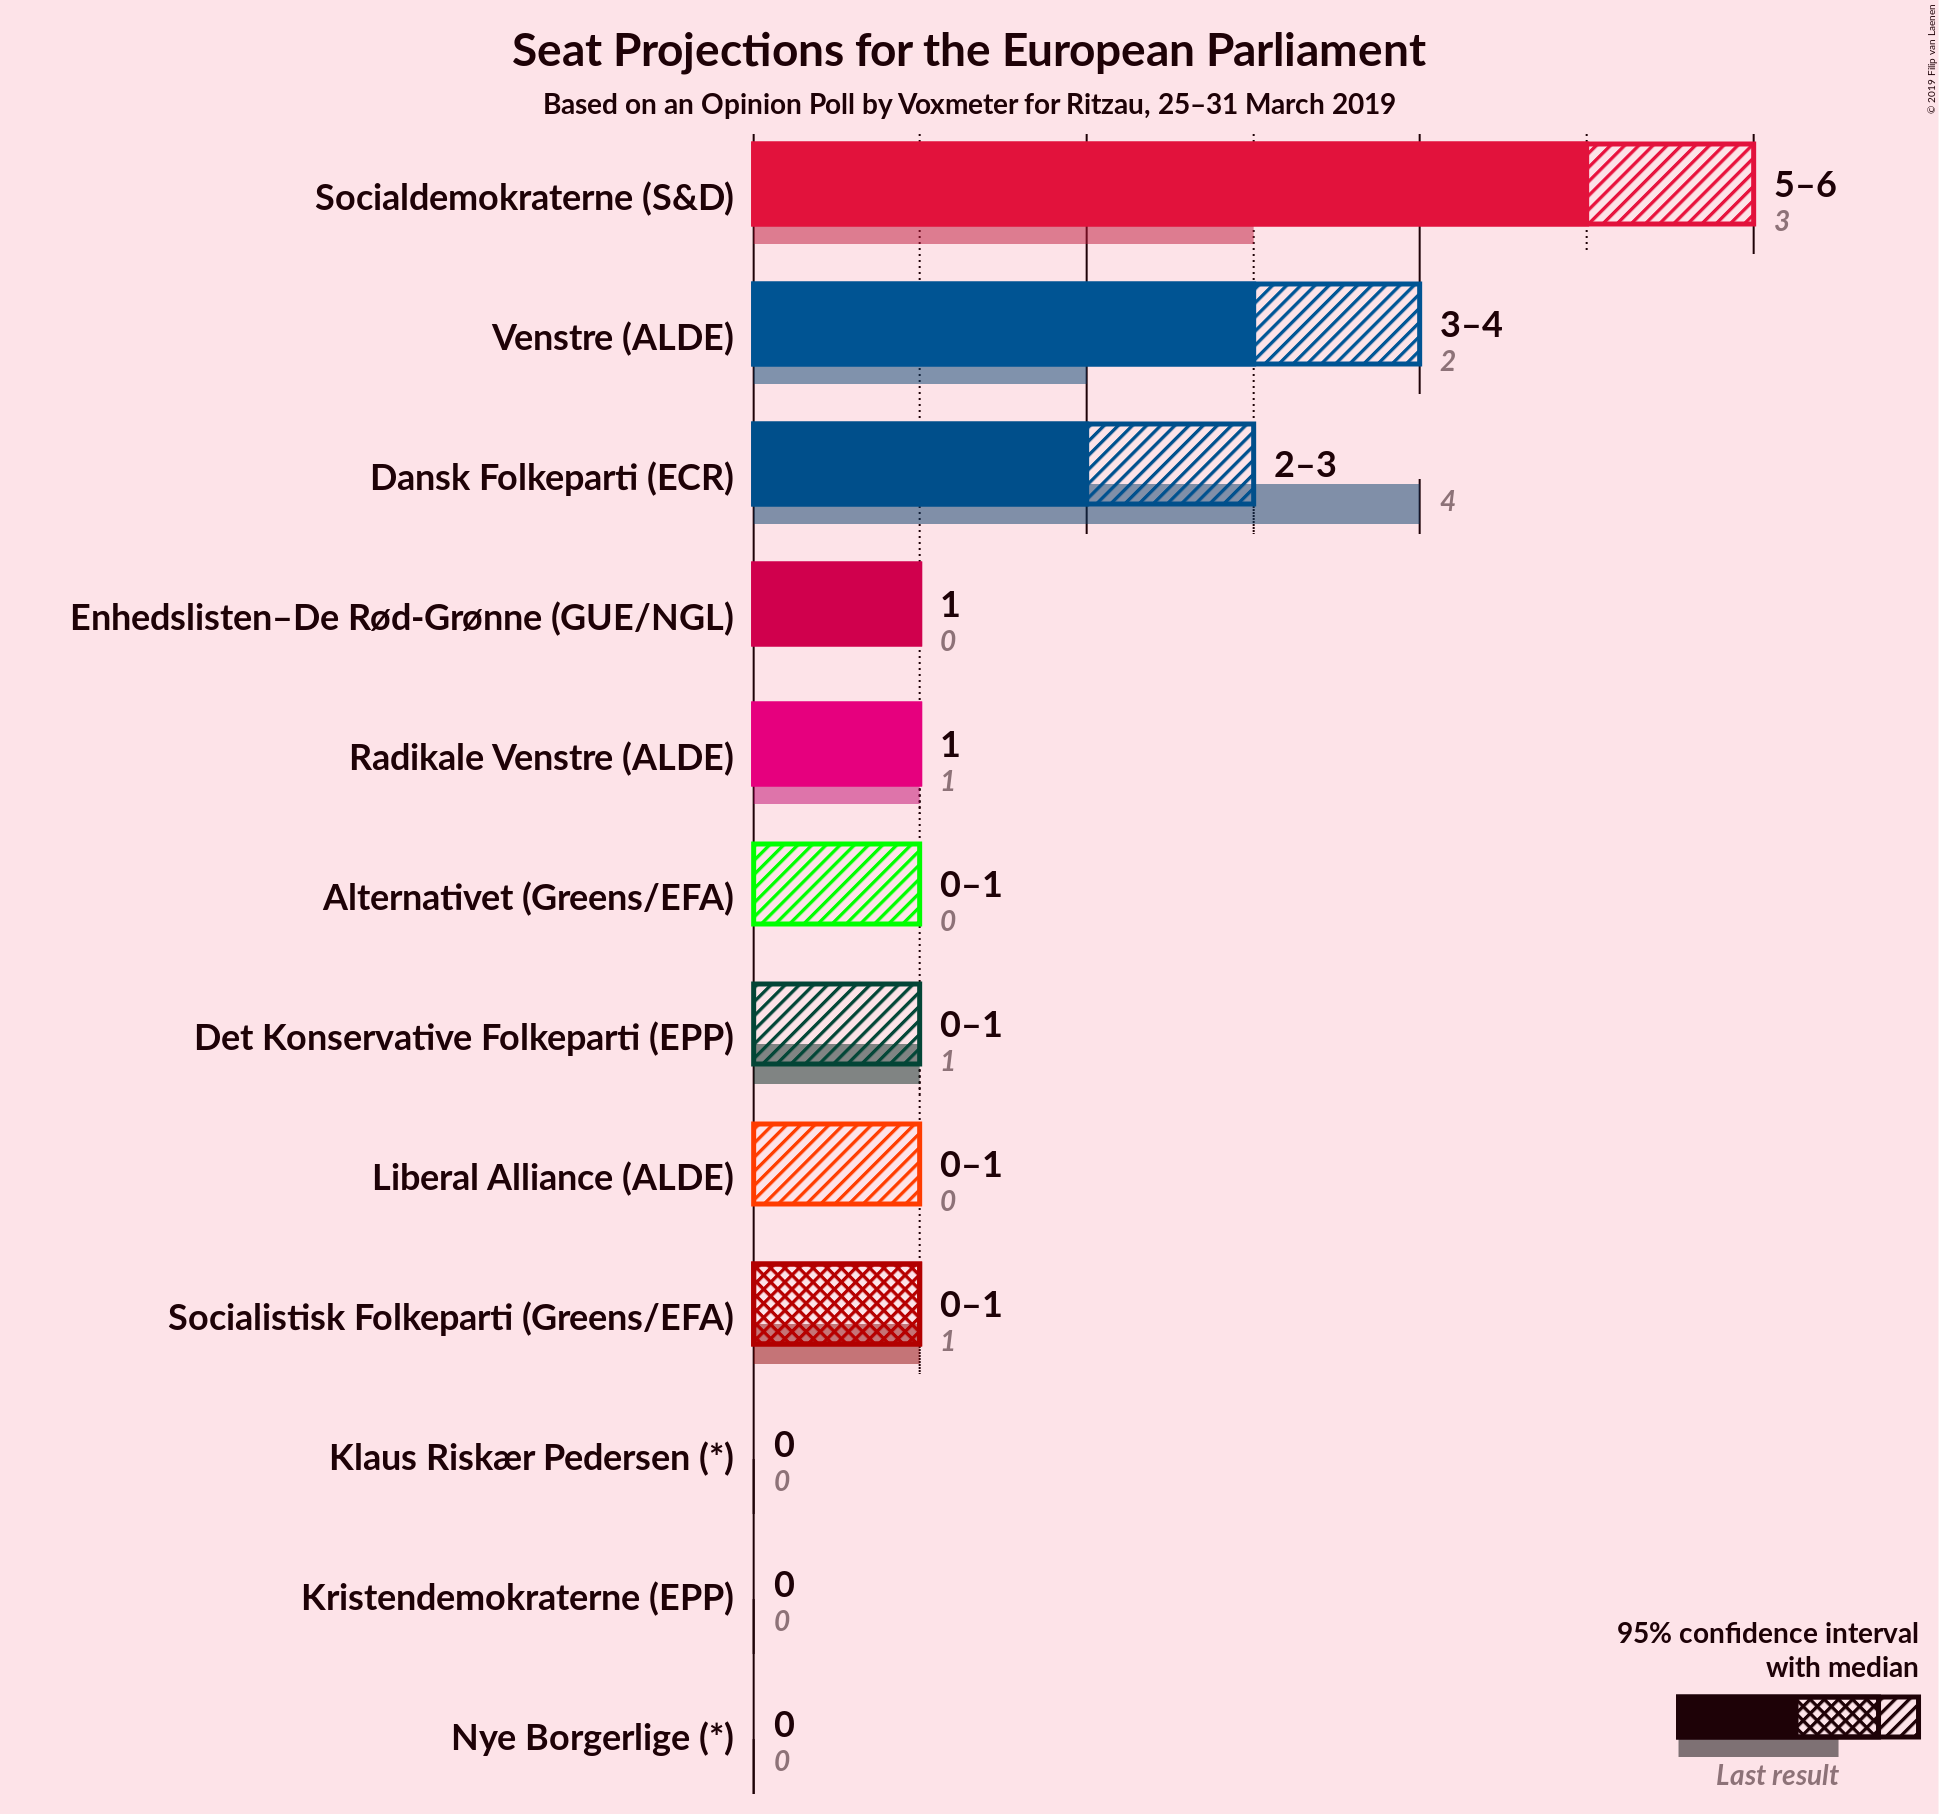 Seat Projections for the European Parliament
Based on an Opinion Poll by Voxmeter for Ritzau, 25–31 March 2019
© 2019 Filip van Laenen
Socialdemokraterne (S&D)
5–6
3
Venstre (ALDE)
3–4
2
Dansk Folkeparti (ECR)
2–3
4
Enhedslisten–De Rød-Grønne (GUE/NGL)
1
0
Radikale Venstre (ALDE)
1
1
Alternativet (Greens/EFA)
0–1
0
Det Konservative Folkeparti (EPP)
0–1
1
Liberal Alliance (ALDE)
0–1
0
Socialistisk Folkeparti (Greens/EFA)
0–1
1
Klaus Riskær Pedersen (*)
0
0
Kristendemokraterne (EPP)
0
0
Nye Borgerlige (*)
0
0
95% confidence interval
with median
Last result